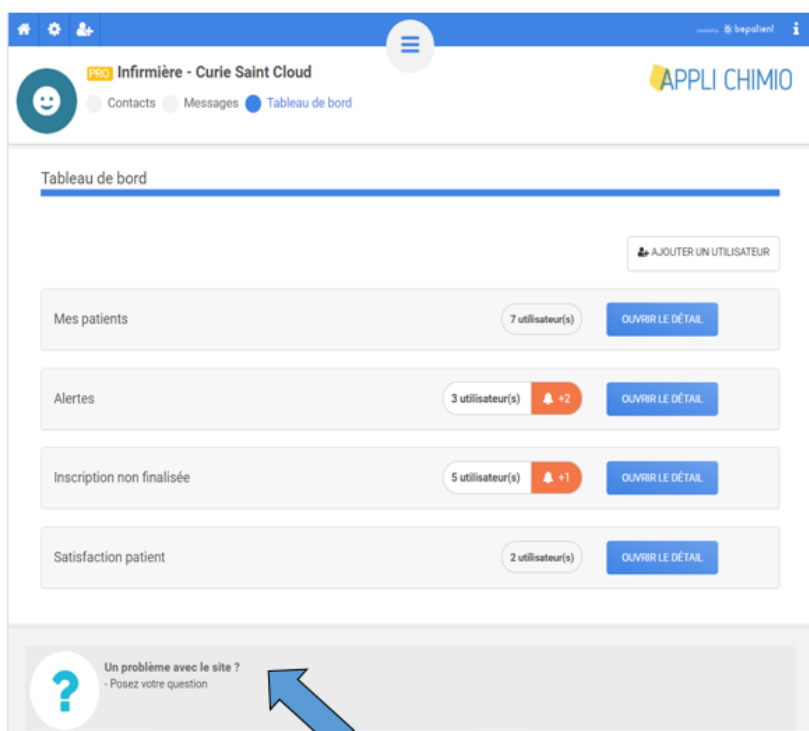 powered by bepatient
PRO Infirmière - Curie Saint Cloud
APPLI CHIMIO
Contacts Messages Tableau de bord
Tableau de bord
AJOUTER UN UTILISATEUR
Mes patients 7 utilisateur(s) OUVRIR LE DÉTAIL
Alertes 3 utilisateur(s) +2 OUVRIR LE DÉTAIL
Inscription non finalisée 5 utilisateur(s) +1 OUVRIR LE DÉTAIL
Satisfaction patient 2 utilisateur(s) OUVRIR LE DÉTAIL
Un problème avec le site ?
- Posez votre question